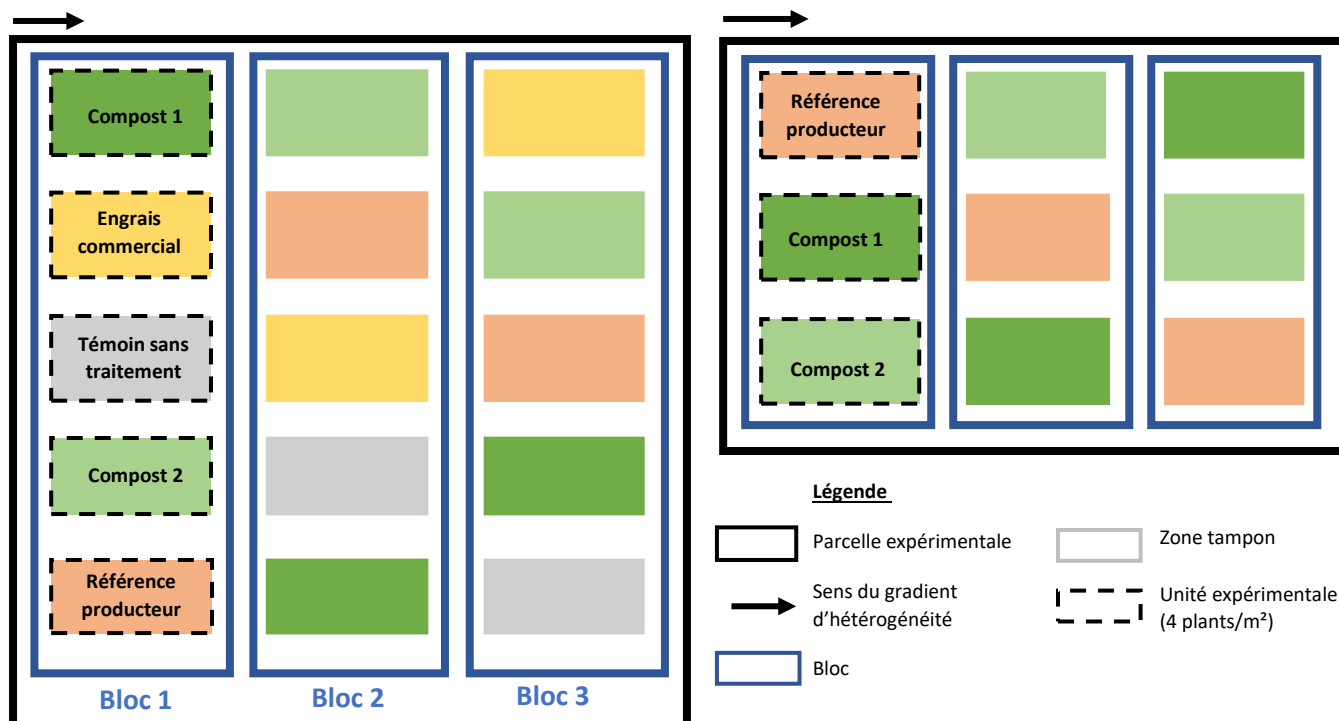 Compost 1
Engrais
commercial
Témoin sans
traitement
Compost 2
Référence
producteur
Bloc 1
Bloc 2
Bloc 3
Référence
producteur
Compost 1
Compost 2
Légende
Parcelle expérimentale
Zone tampon
Sens du gradient
d’hétérogénéité
Unité expérimentale
(4 plants/m²)
Bloc